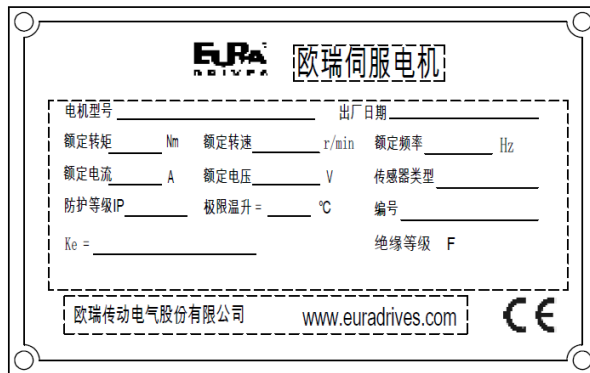 EURA
DRIVES
欧瑞伺服电机
电机型号 出厂日期
额定转矩 Nm 额定转速 r/min 额定频率 Hz
额定电流 A 额定电压 V 传感器类型
防护等级IP 极限温升= ℃ 编号
Ke = 绝缘等级 F
欧瑞传动电气股份有限公司 www.euradrives.com CE